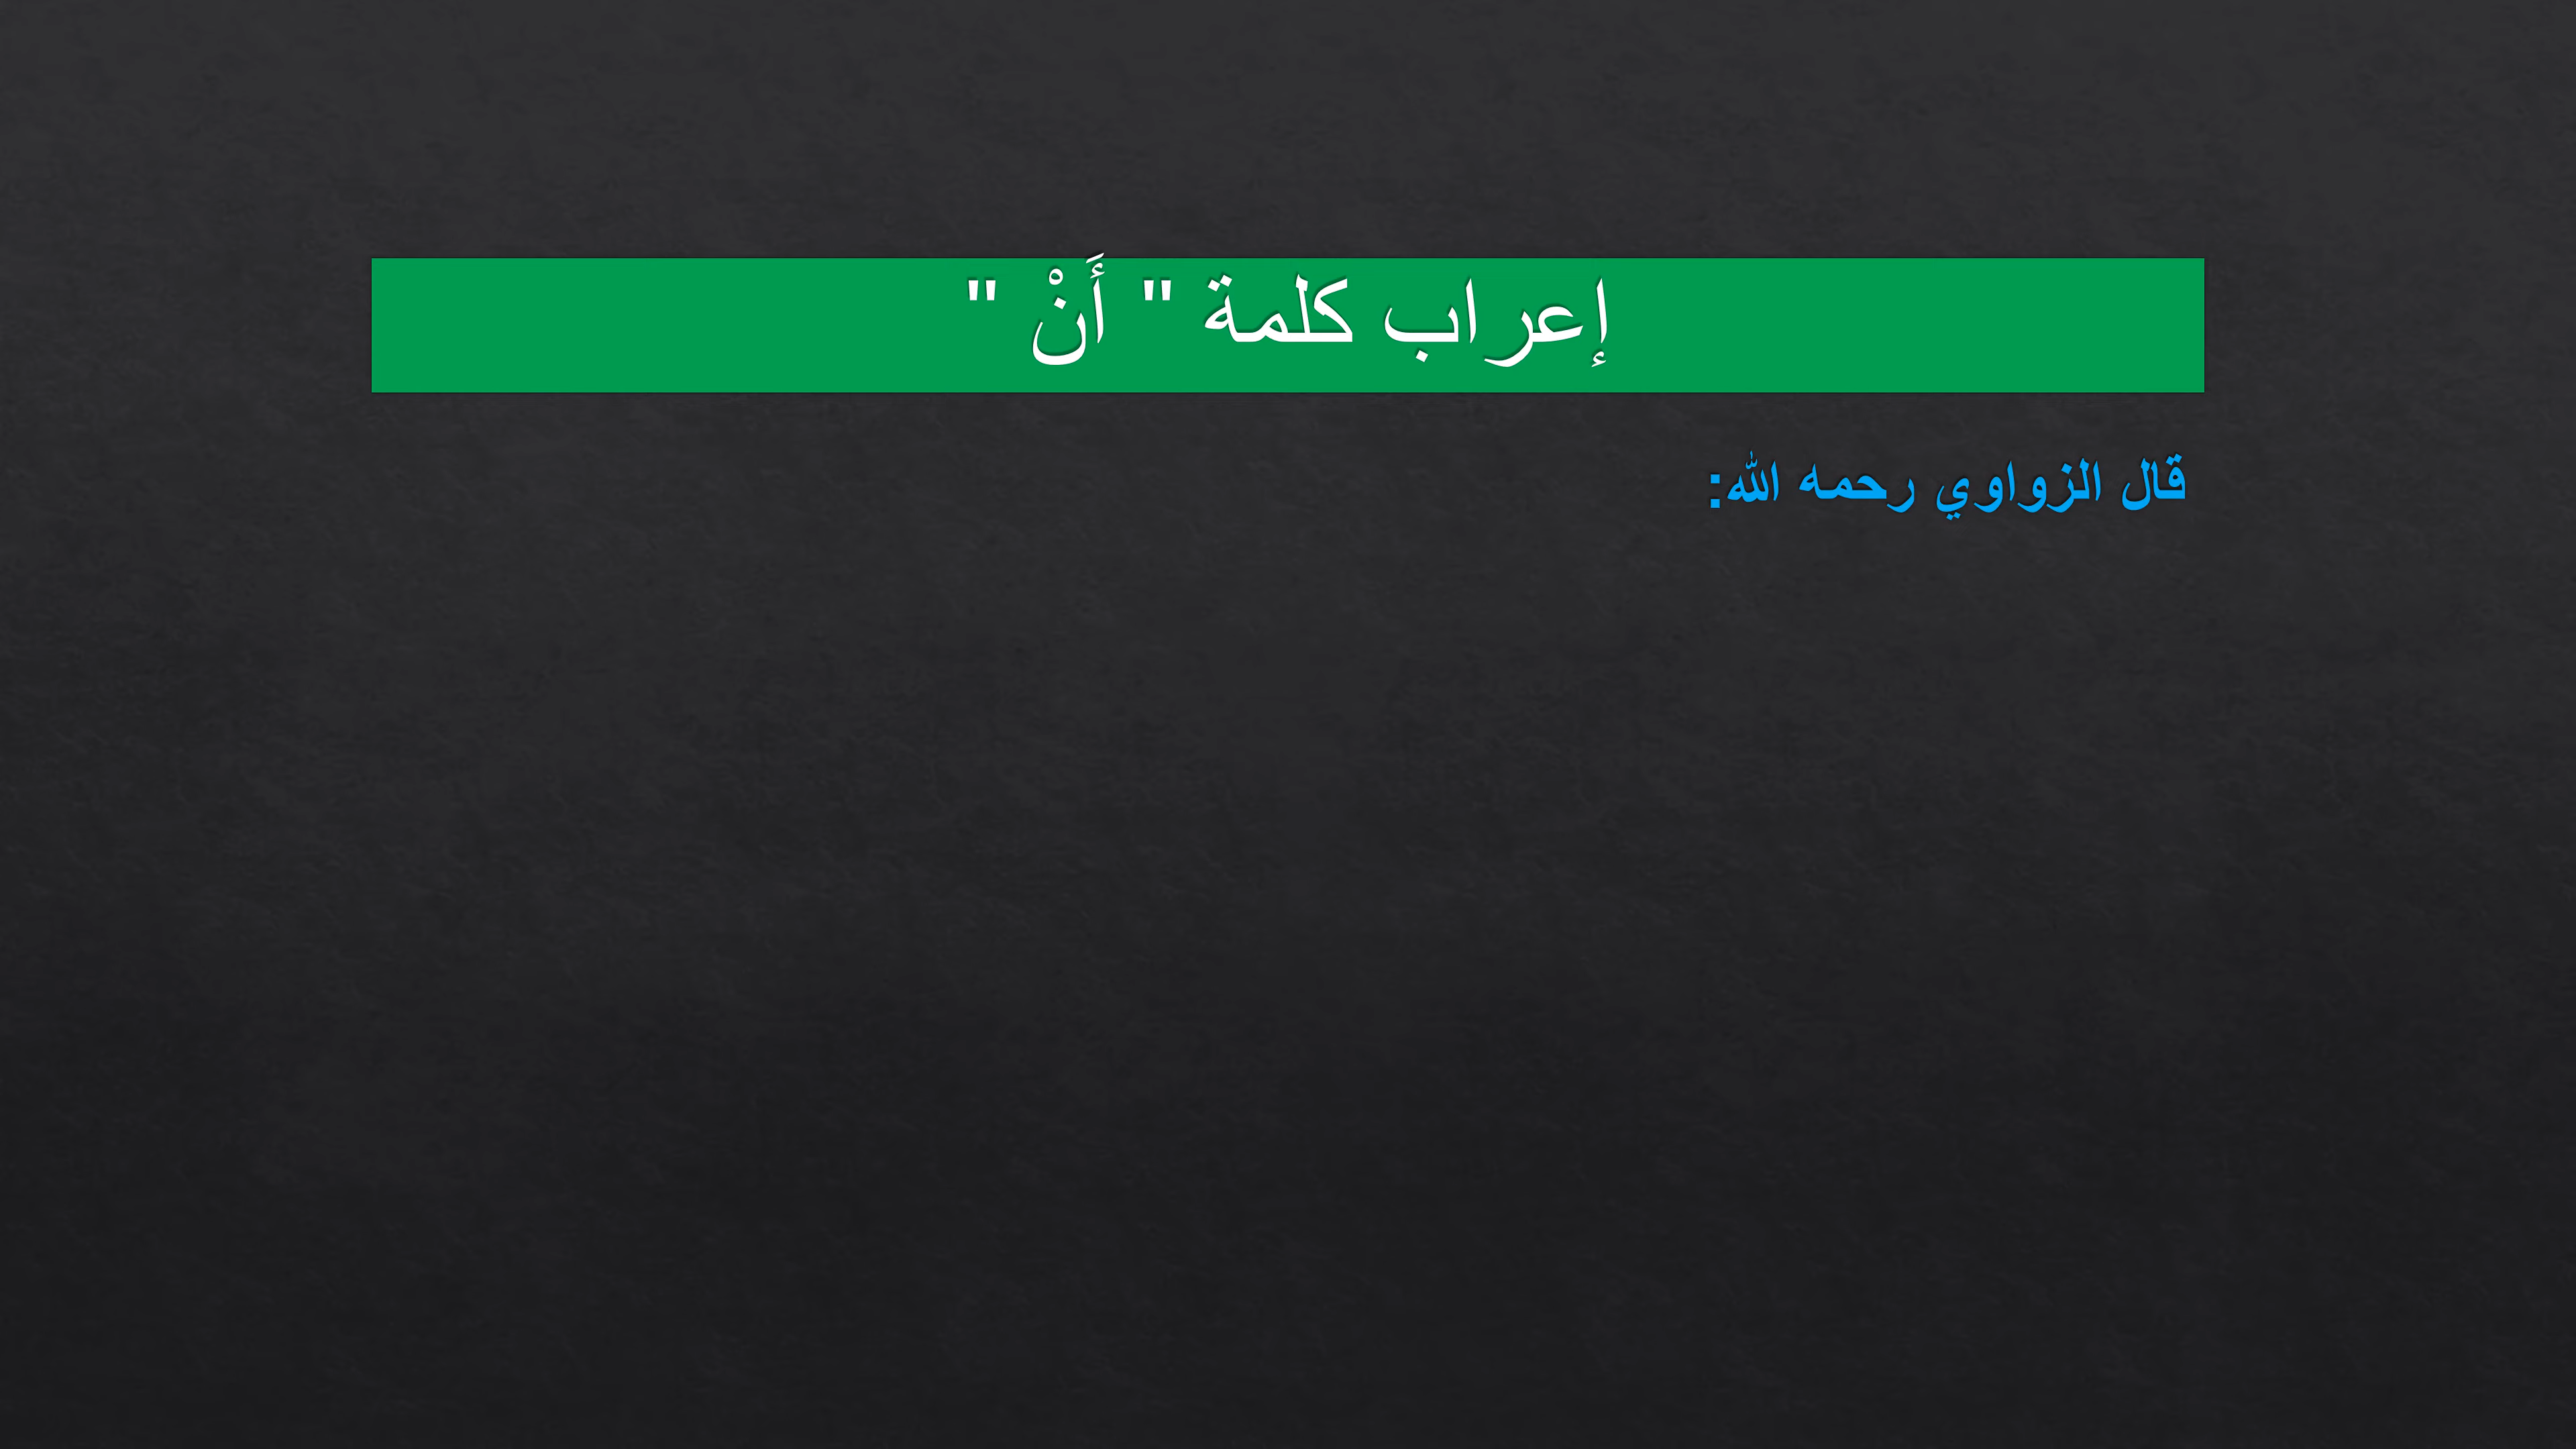 إعراب كلمة " أَنْ "
قال الزواوي رحمه الله: